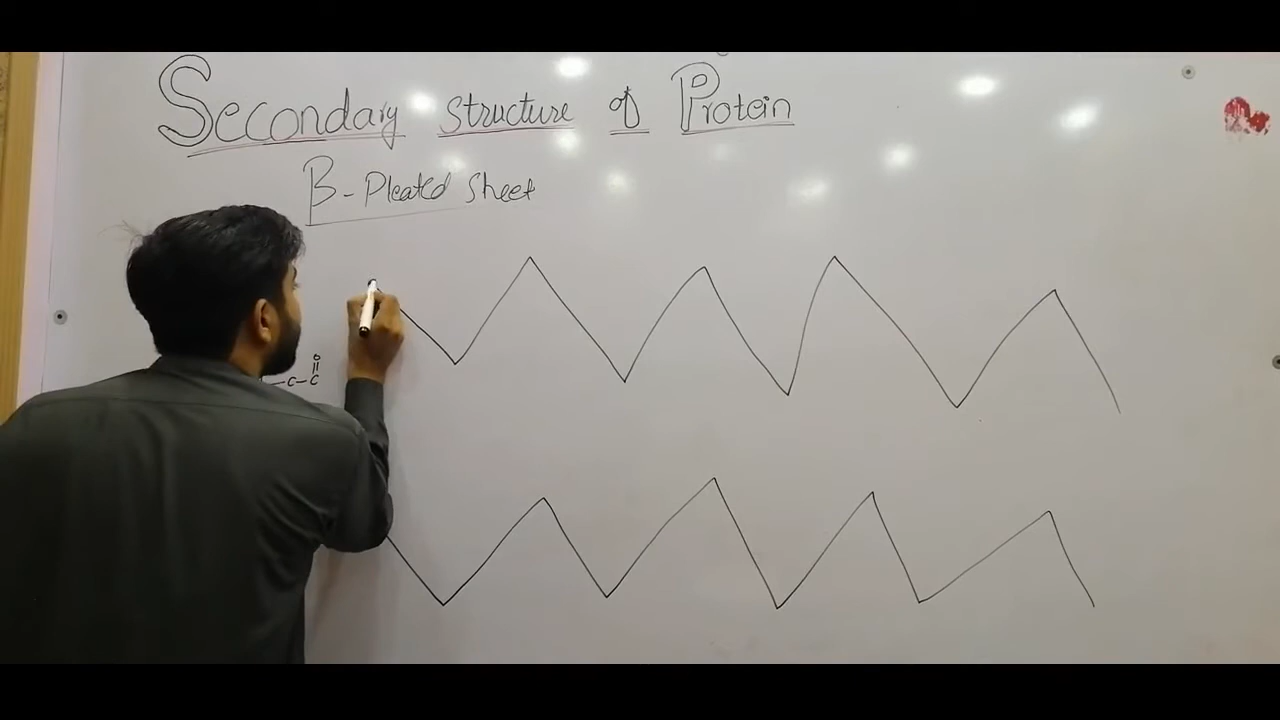 Secondary structure of Protein
β-Pleated Sheet
O
-C-C